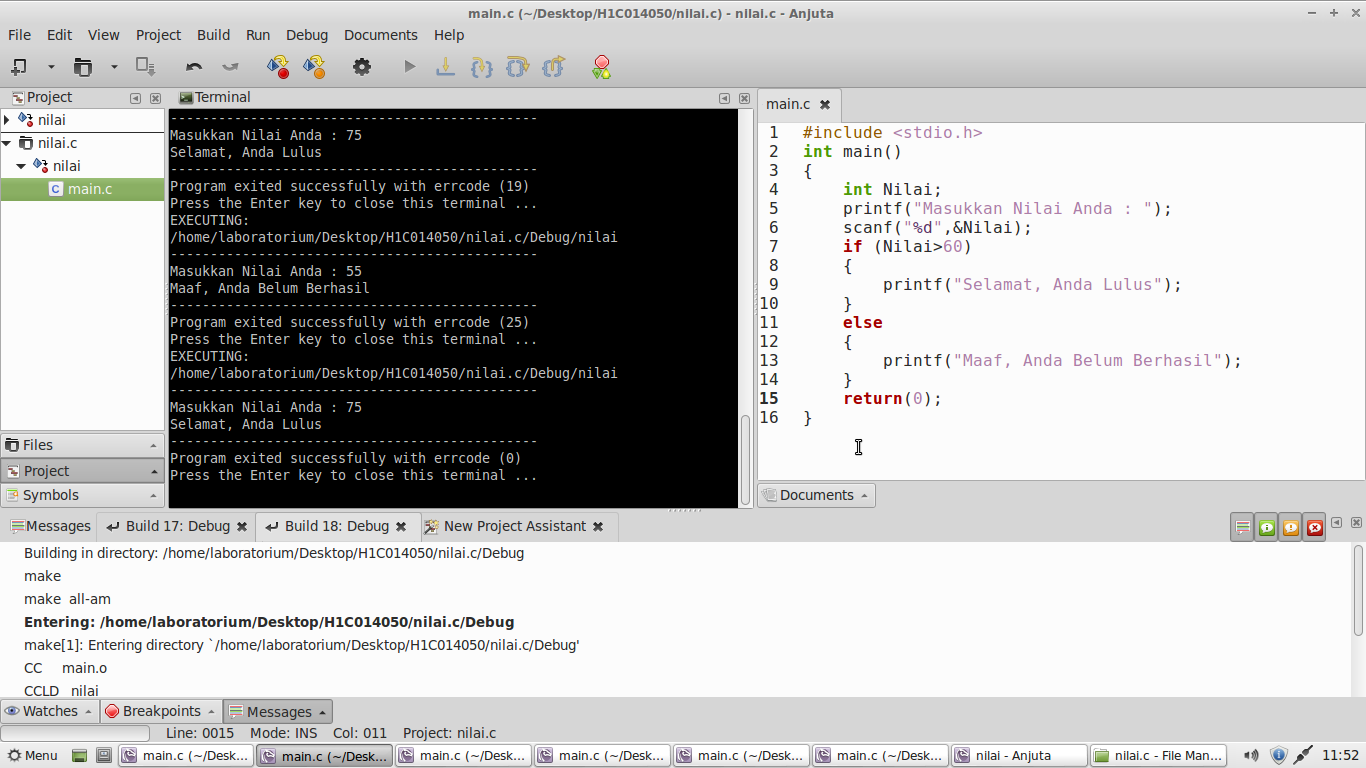 main.c (~/Desktop/H1C014050/nilai.c) - nilai.c - Anjuta
File Edit View Project Build Run Debug Documents Help
Project
nilai
nilai.c
nilai
main.c
Files
Project
Symbols
Terminal
--------------------------------------------
Masukkan Nilai Anda : 75
Selamat, Anda Lulus
--------------------------------------------
Program exited successfully with errcode (19)
Press the Enter key to close this terminal ...
EXECUTING:
/home/laboratorium/Desktop/H1C014050/nilai.c/Debug/nilai
--------------------------------------------
Masukkan Nilai Anda : 55
Maaf, Anda Belum Berhasil
--------------------------------------------
Program exited successfully with errcode (25)
Press the Enter key to close this terminal ...
EXECUTING:
/home/laboratorium/Desktop/H1C014050/nilai.c/Debug/nilai
--------------------------------------------
Masukkan Nilai Anda : 75
Selamat, Anda Lulus
--------------------------------------------
Program exited successfully with errcode (0)
Press the Enter key to close this terminal ...
main.c
1 #include <stdio.h>
2 int main()
3 {
4     int Nilai;
5     printf("Masukkan Nilai Anda : ");
6     scanf("%d",&Nilai);
7     if (Nilai>60)
8     {
9         printf("Selamat, Anda Lulus");
10     }
11     else
12     {
13         printf("Maaf, Anda Belum Berhasil");
14     }
15     return(0);
16 }
Documents
Messages Build 17: Debug Build 18: Debug New Project Assistant
Building in directory: /home/laboratorium/Desktop/H1C014050/nilai.c/Debug
make
make all-am
Entering: /home/laboratorium/Desktop/H1C014050/nilai.c/Debug
make[1]: Entering directory `/home/laboratorium/Desktop/H1C014050/nilai.c/Debug'
CC main.o
CCLD nilai
Watches Breakpoints Messages
Line: 0015 Mode: INS Col: 011 Project: nilai.c
Menu main.c (~/Desk... main.c (~/Desk... main.c (~/Desk... main.c (~/Desk... main.c (~/Desk... main.c (~/Desk... nilai - Anjuta nilai.c - File Man... 11:52